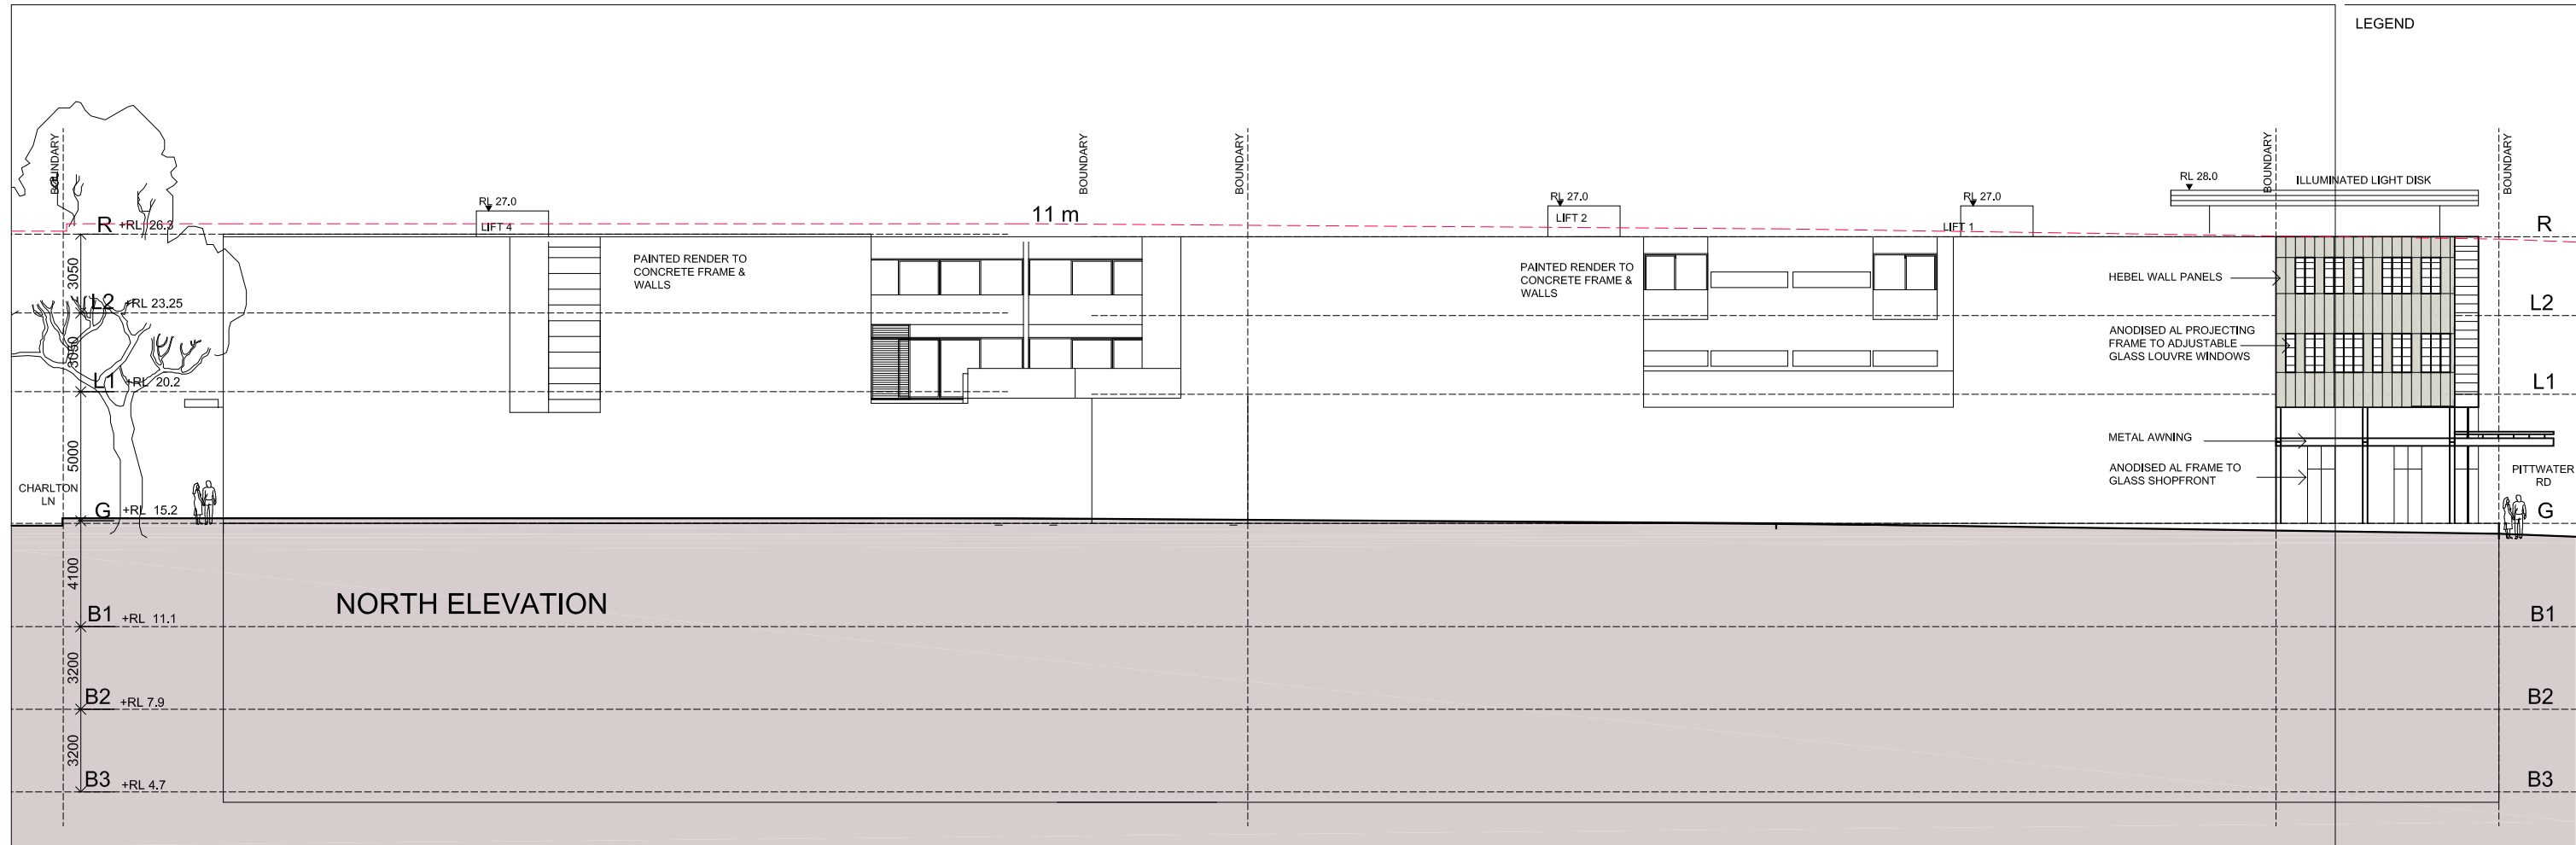 LEGEND
BOUNDARY
BOUNDARY
BOUNDARY
BOUNDARY
BOUNDARY
RL 27.0
LIFT 4
11 m
RL 27.0
LIFT 2
RL 27.0
LIFT 1
RL 28.0
ILLUMINATED LIGHT DISK
R +RL 26.3
R
3050
PAINTED RENDER TO
CONCRETE FRAME &
WALLS
PAINTED RENDER TO
CONCRETE FRAME &
WALLS
HEBEL WALL PANELS
L2 +RL 23.25
L2
3050
ANODISED AL PROJECTING
FRAME TO ADJUSTABLE
GLASS LOUVRE WINDOWS
L1 +RL 20.2
L1
5000
METAL AWNING
ANODISED AL FRAME TO
GLASS SHOPFRONT
CHARLTON
LN
PITTWATER
RD
G +RL 15.2
G
4100
NORTH ELEVATION
B1 +RL 11.1
B1
3200
B2 +RL 7.9
B2
3200
B3 +RL 4.7
B3